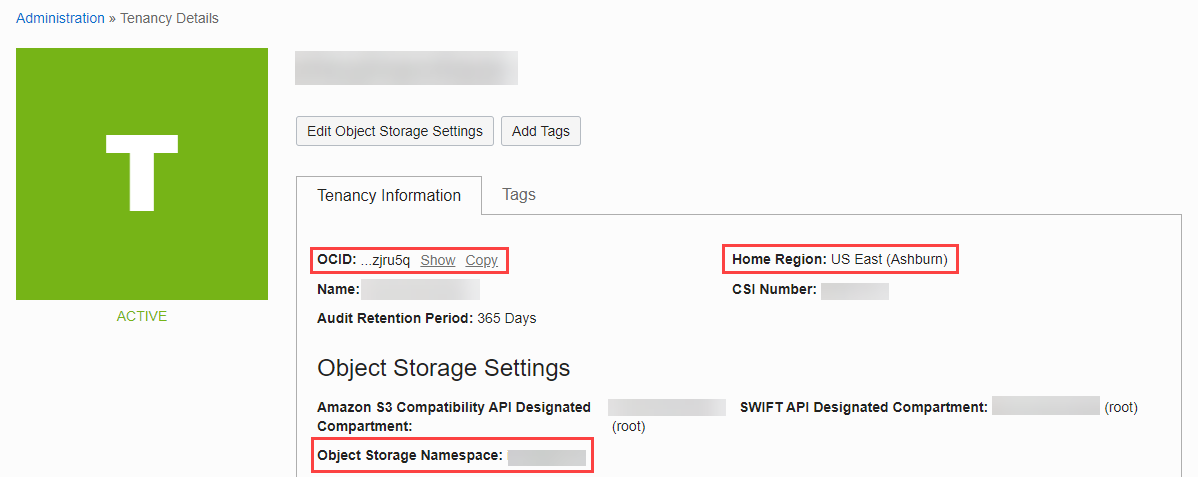 Administration » Tenancy Details
T
ACTIVE
Edit Object Storage Settings Add Tags
Tenancy Information Tags
OCID: ...zjru5q Show Copy Home Region: US East (Ashburn)
Name: CSI Number:
Audit Retention Period: 365 Days
Object Storage Settings
Amazon S3 Compatibility API Designated SWIFT API Designated Compartment: (root)
Compartment: (root)
Object Storage Namespace: